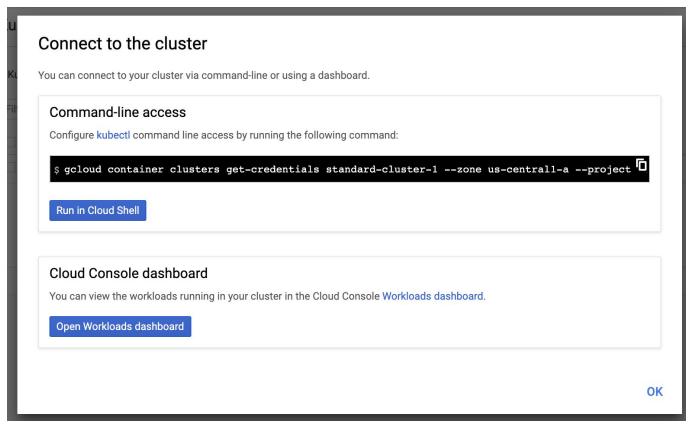 Connect to the cluster
You can connect to your cluster via command-line or using a dashboard.
Command-line access
Configure kubectl command line access by running the following command:
$ gcloud container clusters get-credentials standard-cluster-1 --zone us-central1-a --project
Run in Cloud Shell
Cloud Console dashboard
You can view the workloads running in your cluster in the Cloud Console Workloads dashboard.
Open Workloads dashboard
OK